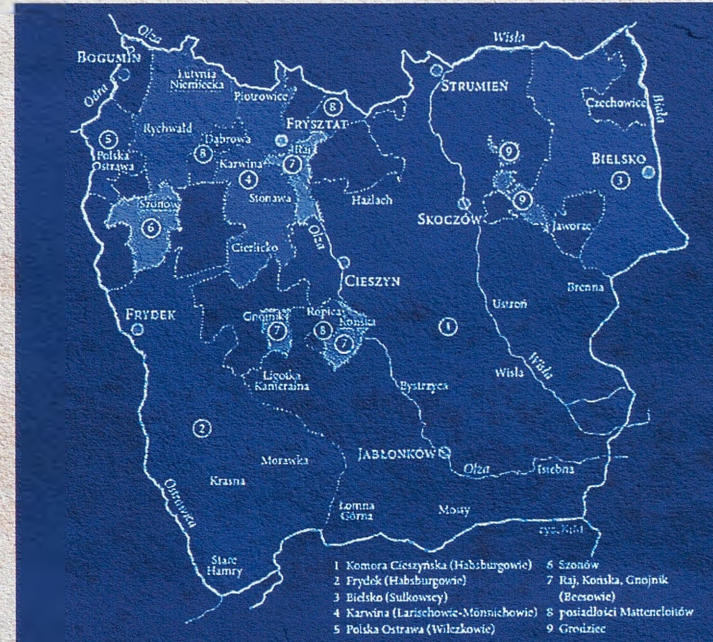 Olza
Wisła
BOGUMIN
Lutynia
Niemiecka
STRUMIEŃ
Odra
Piotrowice
8
Czechowice
Biała
FRYSZTAT
Rychwałd
Dąbrowa
5
Polska
Ostrawa
8
Karwina
Raj
7
9
BIELSKO
3
4
Stonawa
Hażlach
9
SKOCZÓW
Szonów
6
Jaworze
Cierlicko
Olza
CIESZYN
Brenna
FRYDEK
Gnojnik
7
Ropica
8
Końska
7
1
Ustroń
Ligotka
Kameralna
Bystrzyca
Wisła
Wisła
2
JABŁONKÓW
Morawka
Olza
Istebna
Krasna
Ostrawica
Łomna
Górna
Mosty
Stare
Hamry
1 Komora Cieszyńska (Habsburgowie)
2 Frydek (Habsburgowie)
3 Bielsko (Sułkowscy)
4 Karwina (Larischowie-Mönnichowie)
5 Polska Ostrawa (Wilczkowie)
6 Szonów
7 Raj, Końska, Gnojnik
(Beesowie)
8 posiadłości Mattencloitów
9 Grodziec